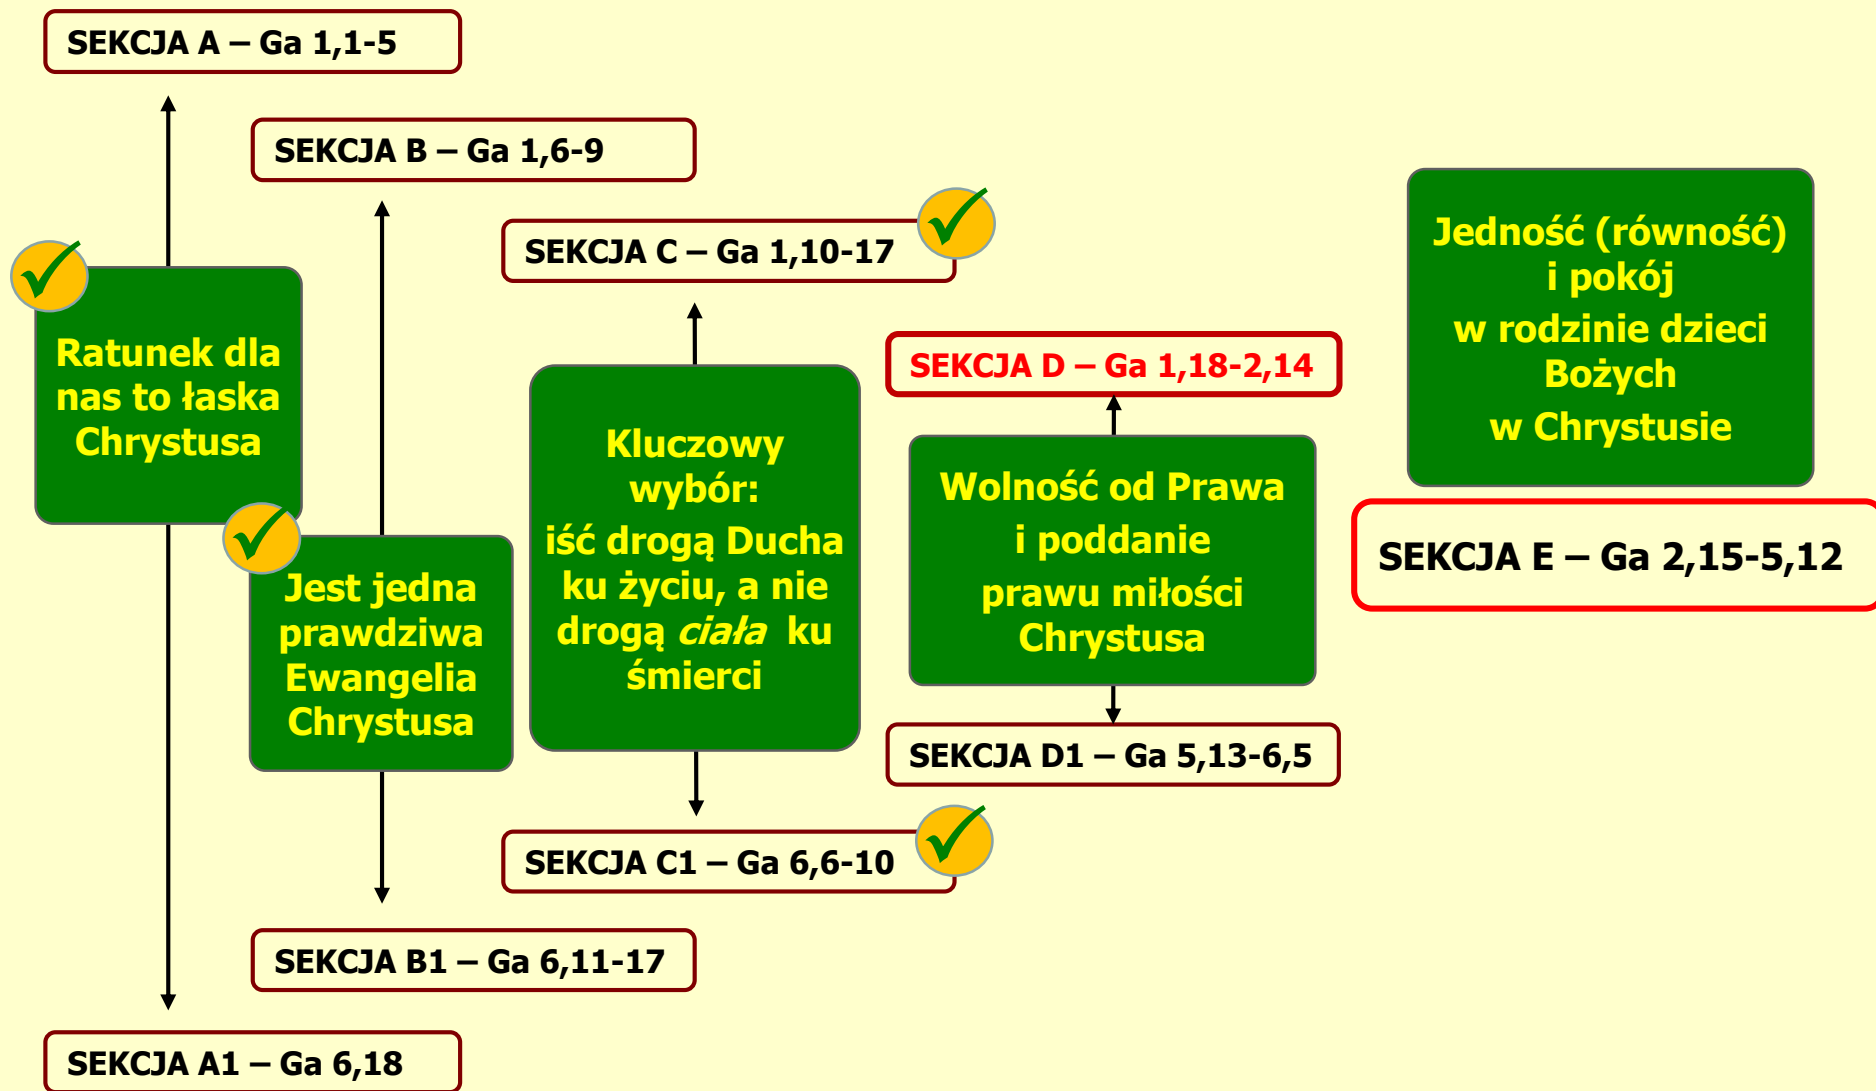 SEKCJA A – Ga 1,1-5
SEKCJA B – Ga 1,6-9
SEKCJA C – Ga 1,10-17
Ratunek dla
nas to łaska
Chrystusa
Jest jedna
prawdziwa
Ewangelia
Chrystusa
Kluczowy
wybór:
iść drogą Ducha
ku życiu, a nie
drogą ciała ku
śmierci
SEKCJA D – Ga 1,18-2,14
Wolność od Prawa
i poddanie
prawu miłości
Chrystusa
SEKCJA D1 – Ga 5,13-6,5
Jedność (równość)
i pokój
w rodzinie dzieci
Bożych
w Chrystusie
SEKCJA E – Ga 2,15-5,12
SEKCJA C1 – Ga 6,6-10
SEKCJA B1 – Ga 6,11-17
SEKCJA A1 – Ga 6,18